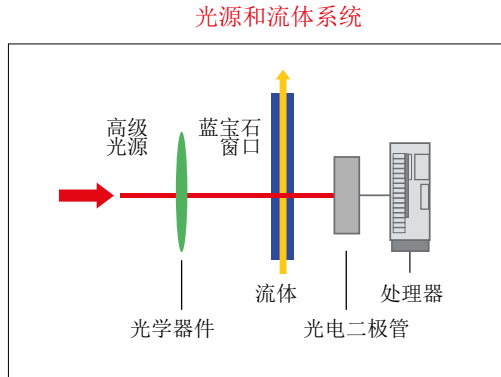 光源和流体系统
高级
光源
蓝宝石
窗口
流体
处理器
光学器件
光电二极管